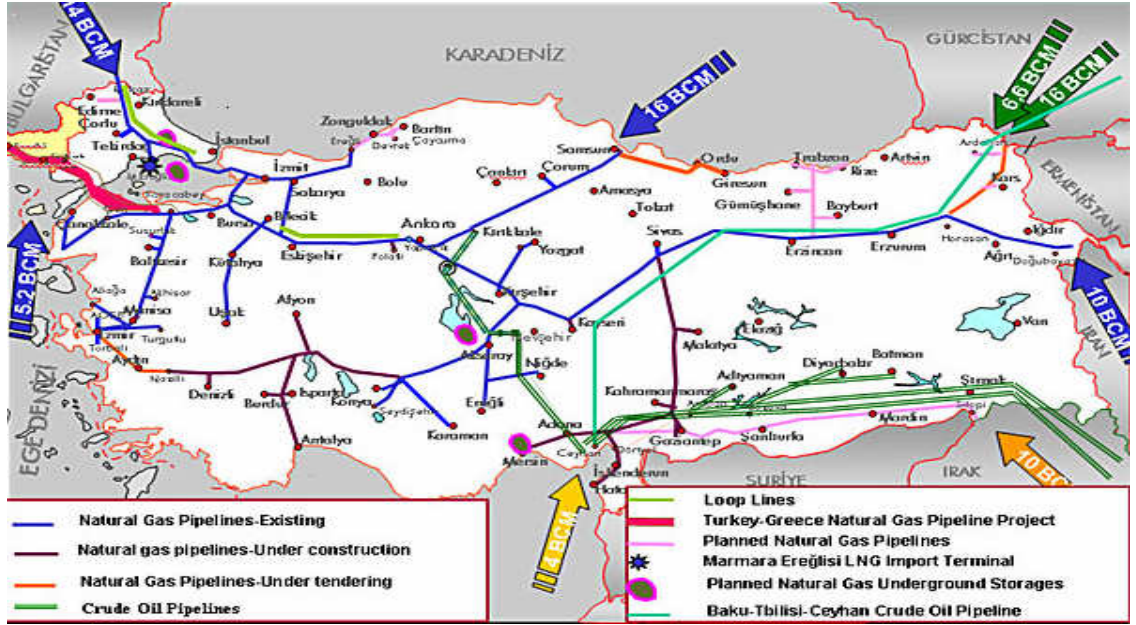 14 BCM
BULGARİSTAN
KARADENİZ
GÜRCİSTAN
6.6 BCM
16 BCM
16 BCM
Kırklareli
Edirne
Çorlu
Tekirdağ
İstanbul
Zonguldak
Bartın
Ereğli
Devrek
Çaycuma
İzmit
Sakarya
Bolu
Çankırı
Çorum
Samsun
Ordu
Giresun
Trabzon
Rize
Artvin
Kars
ERMENİSTAN
Amasya
Tokat
Gümüşhane
Bayburt
Çanakkale
Bursa
Bilecik
Ankara
Kırıkkale
Yozgat
Sivas
Erzincan
Erzurum
Horasan
Iğdır
Ağrı
Doğubayazıt
5.2 BCM
Susurluk
Balıkesir
Kütahya
Eskişehir
Polatlı
10 BCM
İRAN
Aliağa
Akhisar
Manisa
Uşak
Afyon
Kırşehir
Kayseri
Nevşehir
Malatya
Elazığ
Van
İzmir
Turgutlu
Torbalı
Aydın
Nazilli
Denizli
Burdur
Isparta
Konya
Seydişehir
Karaman
Aksaray
Niğde
Ereğli
Kahramanmaraş
Adıyaman
Diyarbakır
Batman
Şırnak
EGE DENİZİ
Antalya
Mersin
Adana
Ceyhan
Dörtyol
Gaziantep
Şanlıurfa
Mardin
İskenderun
SURİYE
IRAK
4 BCM
Natural Gas Pipelines-Existing
Natural gas pipelines-Under construction
Natural Gas Pipelines-Under tendering
Crude Oil Pipelines
Loop Lines
Turkey-Greece Natural Gas Pipeline Project
Planned Natural Gas Pipelines
Marmara Ereğlisi LNG Import Terminal
Planned Natural Gas Underground Storages
Baku-Tbilisi-Ceyhan Crude Oil Pipeline